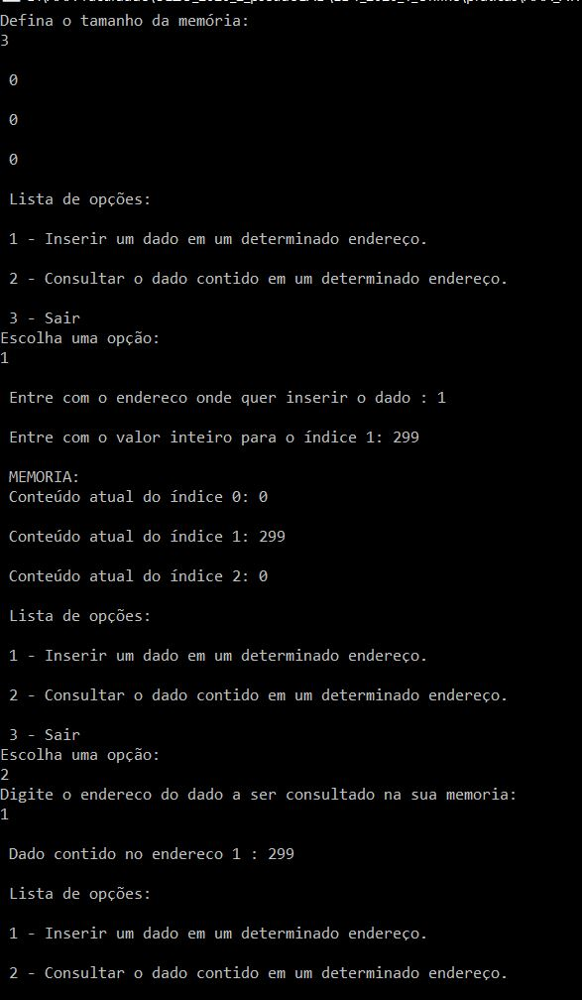 Defina o tamanho da memória:
3
0
0
0
Lista de opções:
1 - Inserir um dado em um determinado endereço.
2 - Consultar o dado contido em um determinado endereço.
3 - Sair
Escolha uma opção:
1
Entre com o endereco onde quer inserir o dado : 1
Entre com o valor inteiro para o índice 1: 299
MEMORIA:
Conteúdo atual do índice 0: 0
Conteúdo atual do índice 1: 299
Conteúdo atual do índice 2: 0
Lista de opções:
1 - Inserir um dado em um determinado endereço.
2 - Consultar o dado contido em um determinado endereço.
3 - Sair
Escolha uma opção:
2
Digite o endereco do dado a ser consultado na sua memoria:
1
Dado contido no endereco 1 : 299
Lista de opções:
1 - Inserir um dado em um determinado endereço.
2 - Consultar o dado contido em um determinado endereço.